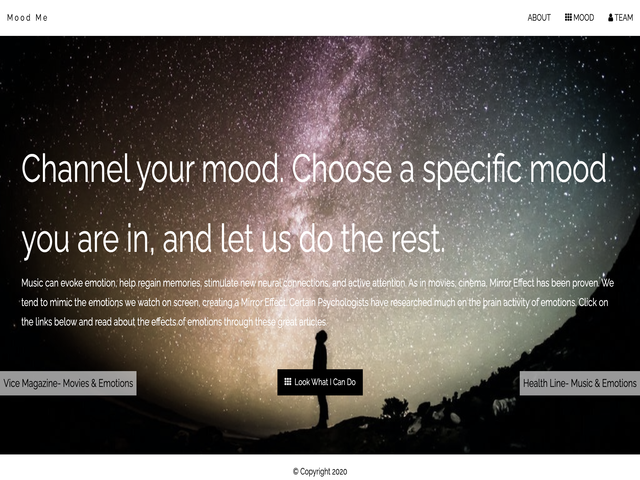 Mood Me
ABOUT MOOD TEAM
Channel your mood. Choose a specific mood
you are in, and let us do the rest.
Music can evoke emotion, help regain memories, stimulate new neural connections, and active attention. As in movies, cinema, Mirror Effect has been proven. We
tend to mimic the emotions we watch on screen, creating a Mirror Effect. Certain Psychologists have researched much on the brain activity of emotions. Click on
the links below and read about the effects of emotions through these great articles.
Vice Magazine- Movies & Emotions
Look What I Can Do
Health Line- Music & Emotions
© Copyright 2020